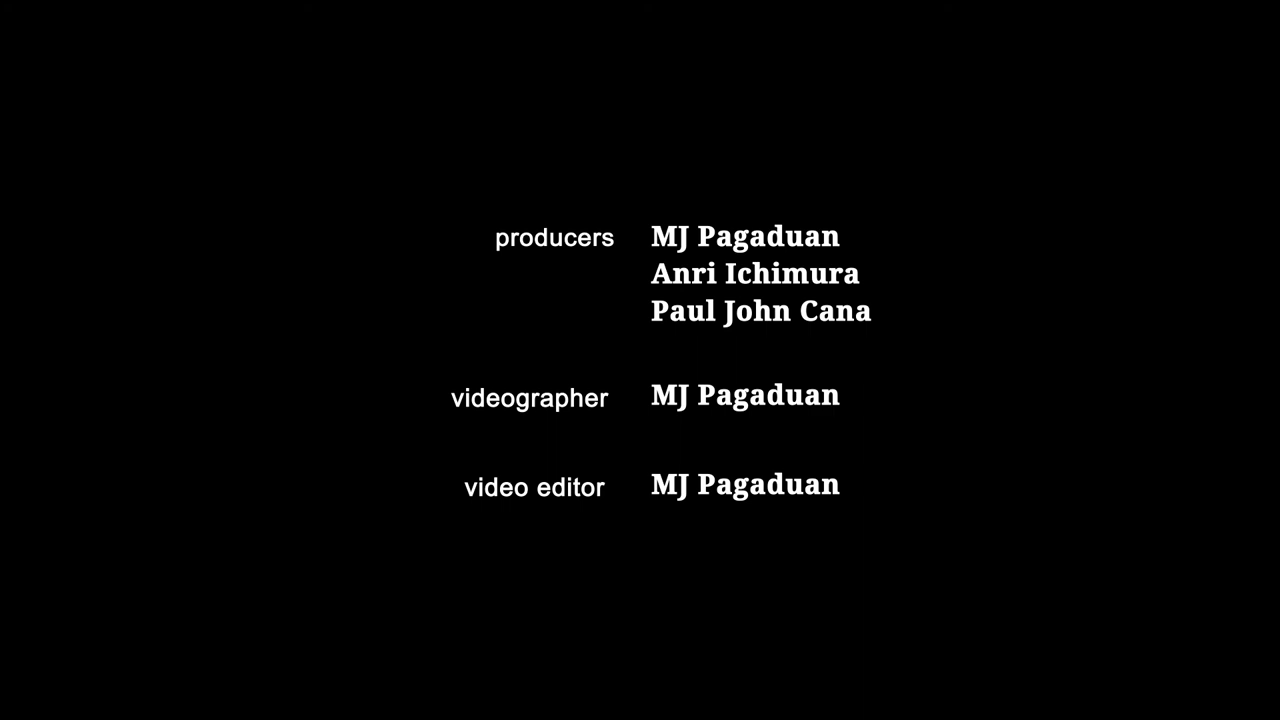 producers MJ Pagaduan
Anri Ichimura
Paul John Cana
videographer MJ Pagaduan
video editor MJ Pagaduan